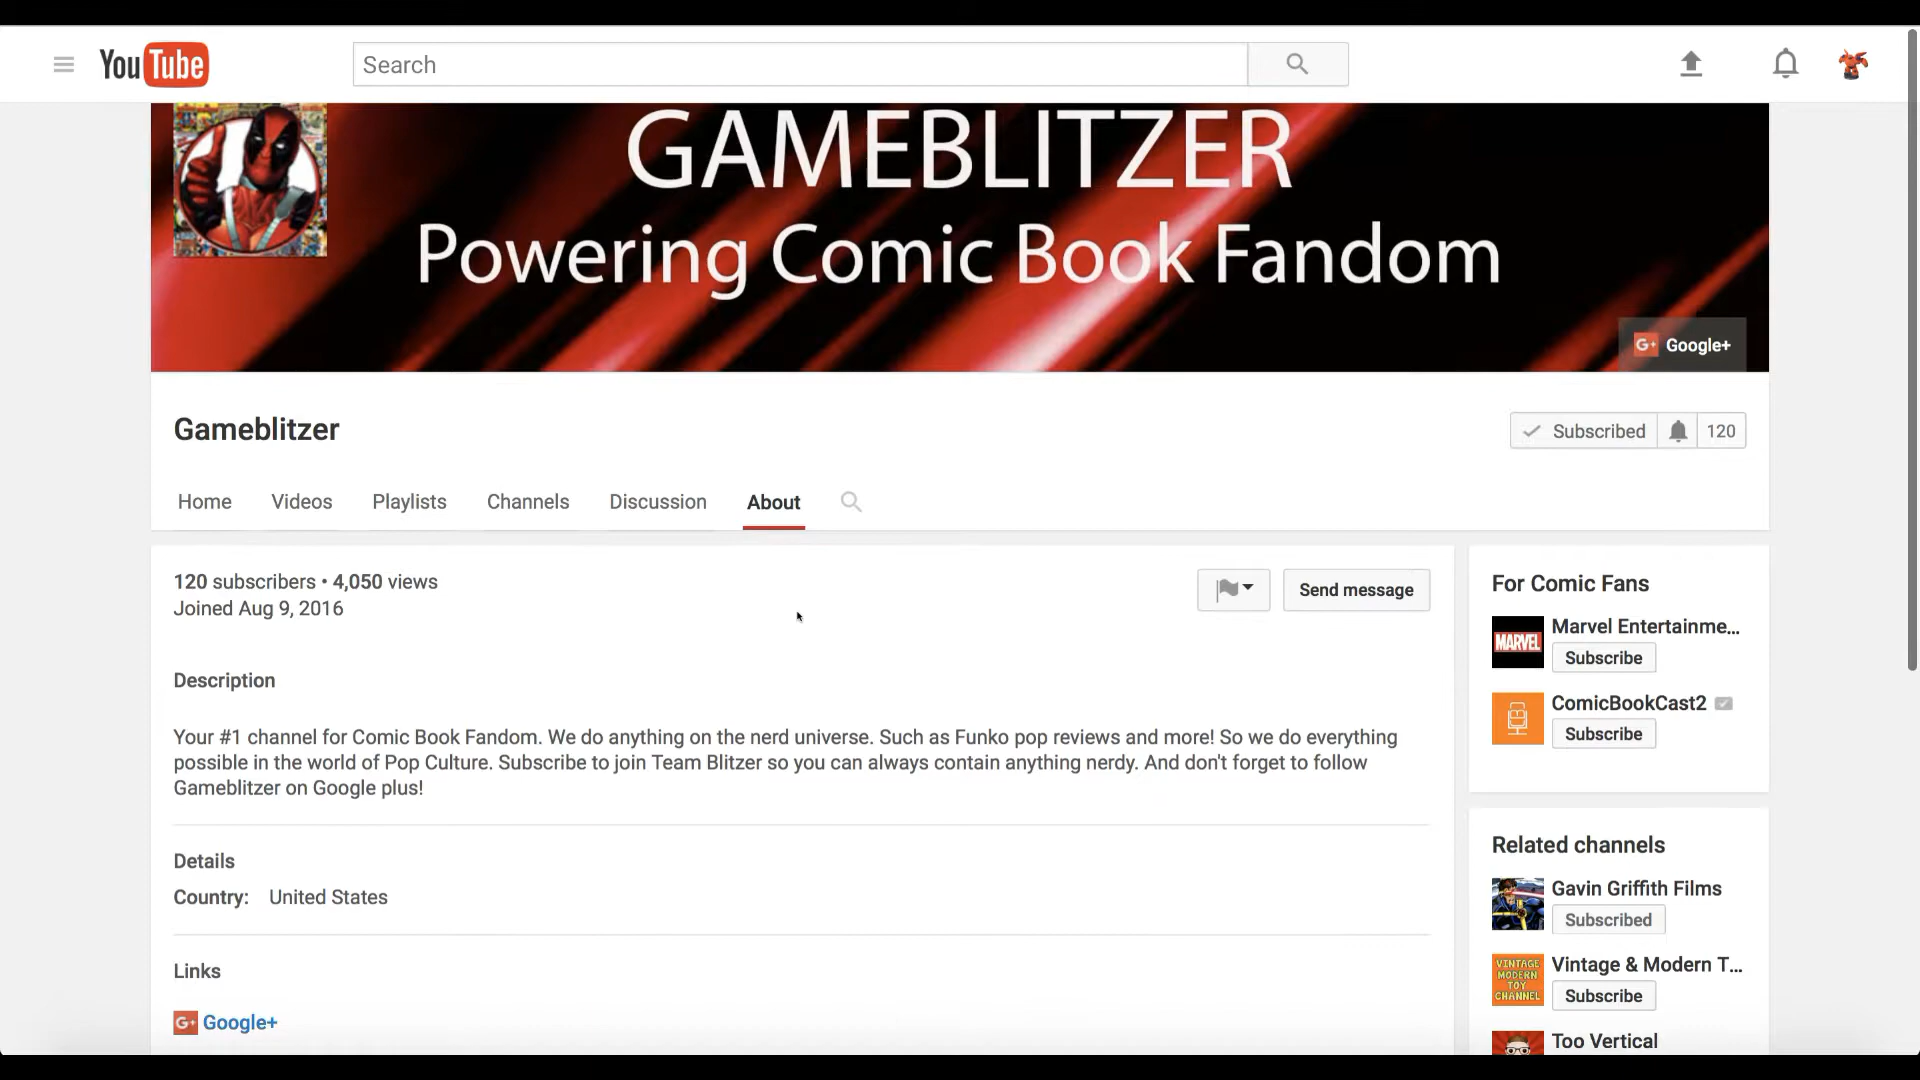 YouTube
Search
GAMEBLITZER
Powering Comic Book Fandom
G+ Google+
Gameblitzer
Subscribed 120
Home Videos Playlists Channels Discussion About
120 subscribers • 4,050 views
Joined Aug 9, 2016
Send message
Description
Your #1 channel for Comic Book Fandom. We do anything on the nerd universe. Such as Funko pop reviews and more! So we do everything
possible in the world of Pop Culture. Subscribe to join Team Blitzer so you can always contain anything nerdy. And don't forget to follow
Gameblitzer on Google plus!
Details
Country: United States
Links
G+ Google+
For Comic Fans
MARVEL
Marvel Entertainme...
Subscribe
ComicBookCast2
Subscribe
Related channels
Gavin Griffith Films
Subscribed
VINTAGE
MODERN
TOY
CHANNEL
Vintage & Modern T...
Subscribe
Too Vertical